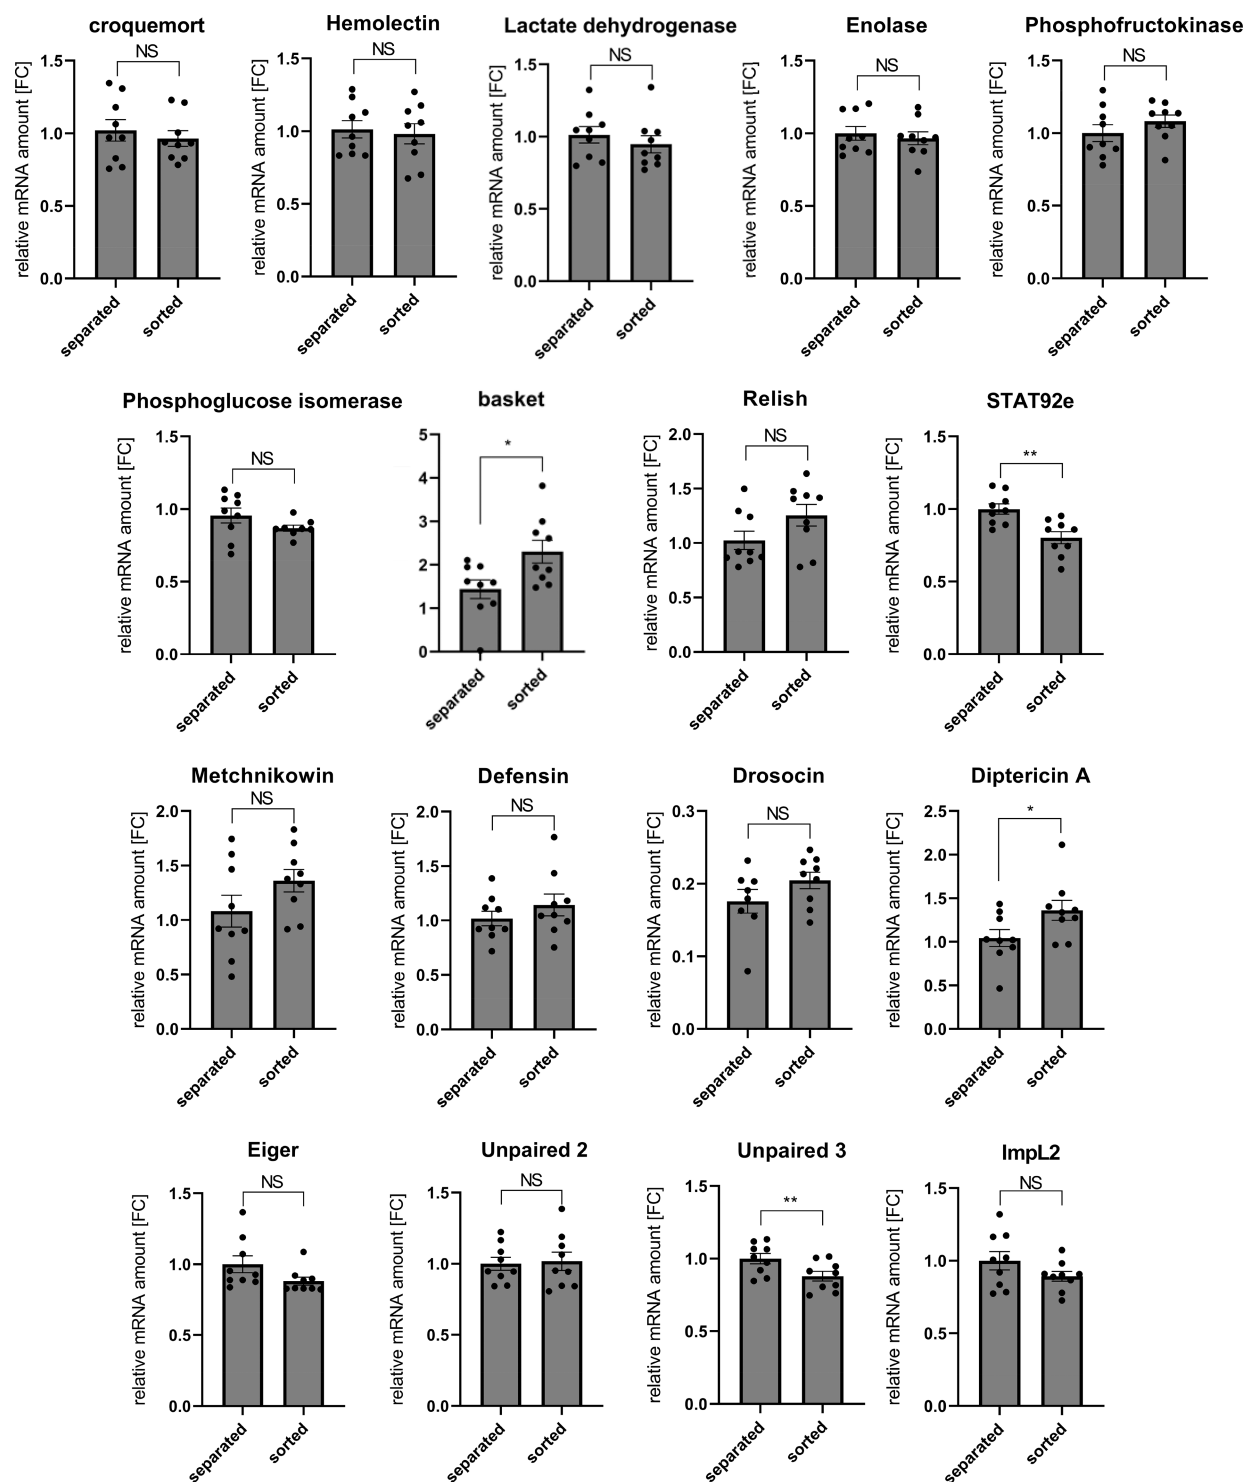 croquemort
relative mRNA amount [FC]
1.5
1.0
0.5
0.0
NS
separated
sorted
Hemolectin
relative mRNA amount [FC]
1.5
1.0
0.5
0.0
NS
separated
sorted
Lactate dehydrogenase
relative mRNA amount [FC]
1.5
1.0
0.5
0.0
NS
separated
sorted
Enolase
relative mRNA amount [FC]
1.5
1.0
0.5
0.0
NS
separated
sorted
Phosphofructokinase
relative mRNA amount [FC]
1.5
1.0
0.5
0.0
NS
separated
sorted
Phosphoglucose isomerase
relative mRNA amount [FC]
1.5
1.0
0.5
0.0
NS
separated
sorted
basket
relative mRNA amount [FC]
5
4
3
2
1
0
*
separated
sorted
Relish
relative mRNA amount [FC]
2.0
1.5
1.0
0.5
0.0
NS
separated
sorted
STAT92e
relative mRNA amount [FC]
1.5
1.0
0.5
0.0
**
separated
sorted
Metchnikowin
relative mRNA amount [FC]
2.0
1.5
1.0
0.5
0.0
NS
separated
sorted
Defensin
relative mRNA amount [FC]
2.0
1.5
1.0
0.5
0.0
NS
separated
sorted
Drosocin
relative mRNA amount [FC]
0.3
0.2
0.1
0.0
NS
separated
sorted
Diptericin A
relative mRNA amount [FC]
2.5
2.0
1.5
1.0
0.5
0.0
*
separated
sorted
Eiger
relative mRNA amount [FC]
1.5
1.0
0.5
0.0
NS
separated
sorted
Unpaired 2
relative mRNA amount [FC]
1.5
1.0
0.5
0.0
NS
separated
sorted
Unpaired 3
relative mRNA amount [FC]
1.5
1.0
0.5
0.0
**
separated
sorted
ImpL2
relative mRNA amount [FC]
1.5
1.0
0.5
0.0
NS
separated
sorted